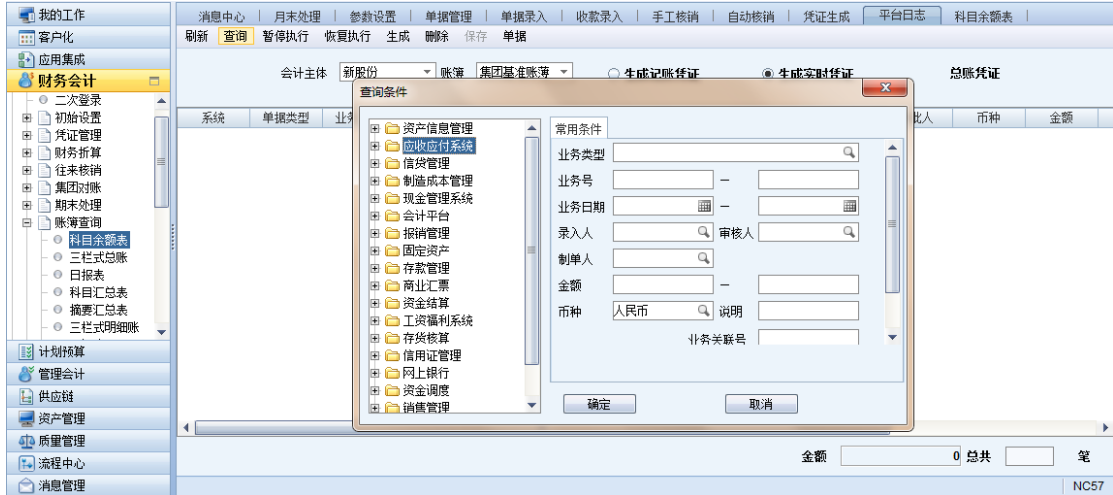 我的工作
客户化
应用集成
财务会计
二次登录
初始设置
凭证管理
财务折算
往来核销
集团对账
期末处理
账簿查询
科目余额表
三栏式总账
日报表
科目汇总表
摘要汇总表
三栏式明细账
计划预算
管理会计
供应链
资产管理
质量管理
流程中心
消息管理
消息中心 月末处理 参数设置 单据管理 单据录入 收款录入 手工核销 自动核销 凭证生成 平台日志 科目余额表
刷新 查询 暂停执行 恢复执行 生成 删除 保存 单据
会计主体 新股份 账簿 集团基准账簿 生成记账凭证 生成实时凭证 总账凭证
系统 单据类型 币种 金额
查询条件
资产信息管理
应收应付系统
信贷管理
制造成本管理
现金管理系统
会计平台
报销管理
固定资产
存款管理
商业汇票
资金结算
工资福利系统
存货核算
信用证管理
网上银行
资金调度
销售管理
常用条件
业务类型
业务号 —
业务日期 —
录入人 审核人
制单人
金额 —
币种 人民币 说明
业务关联号
确定 取消
金额 0 总共 笔
NC57